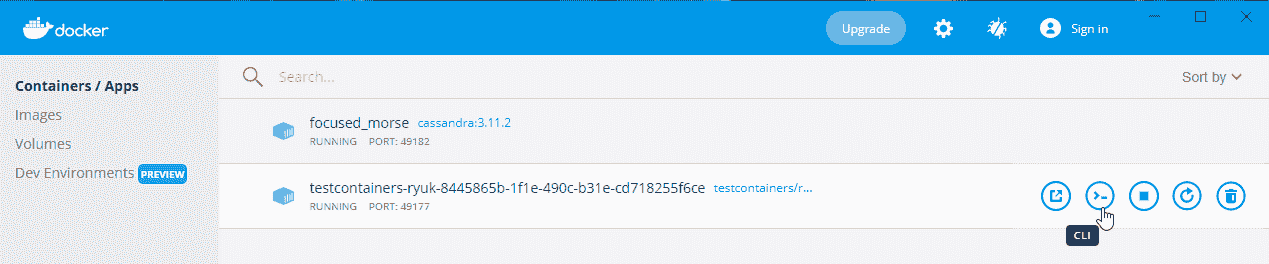 docker Upgrade Sign in
Containers / Apps
Images
Volumes
Dev Environments PREVIEW
Search... Sort by
focused_morse cassandra:3.11.2
RUNNING PORT: 49182
testcontainers-ryuk-8445865b-1f1e-490c-b31e-cd718255f6ce testcontainers/r...
RUNNING PORT: 49177
CLI